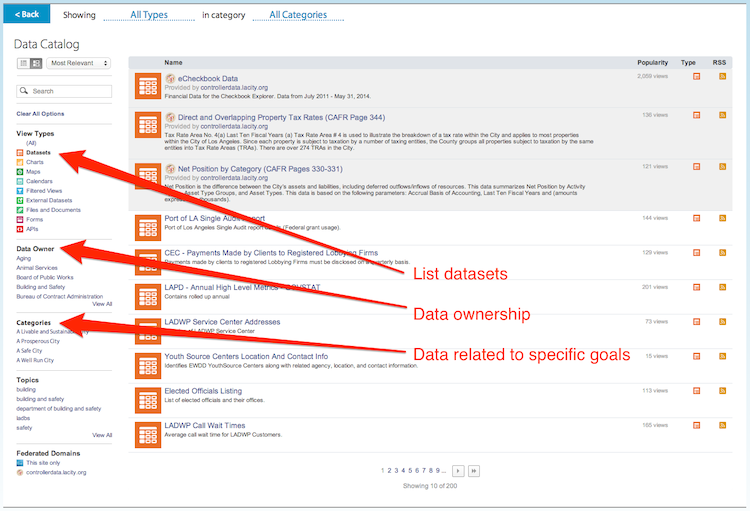 < Back Showing All Types in category All Categories
Data Catalog
Most Relevant
Search
Clear All Options
View Types
(All)
Datasets
Charts
Maps
Calendars
Filtered Views
External Datasets
Files and Documents
Forms
APIs
Data Owner
Aging
Animal Services
Board of Public Works
Building and Safety
Bureau of Contract Administration
View All
Categories
A Livable and Sustainable
A Prosperous City
A Safe City
A Well Run City
Topics
building
building and safety
department of building and safety
ladbs
safety
View All
Federated Domains
This site only
controllerdata.lacity.org
Name Popularity Type RSS
eCheckbook Data 2,059 views
Provided by controllerdata.lacity.org
Financial Data for the Checkbook Explorer. Data from July 2011 - May 31, 2014.
Direct and Overlapping Property Tax Rates (CAFR Page 344) 136 views
Provided by controllerdata.lacity.org
Tax Rate Area No. 4(a) Last Ten Fiscal Years (a) Tax Rate Area # 4 is used to illustrate the breakdown of a tax rate within the City and applies to most properties
within the City of Los Angeles. Since each property is subject to taxation by a number of taxing entities, the County groups all properties subject to taxation by the same
entities into Tax Rate Areas (TRAs). There are over 274 TRAs in the City.
Net Position by Category (CAFR Pages 330-331) 121 views
Provided by controllerdata.lacity.org
Net Position is the difference between the City's assets and liabilities, including deferred outflows/inflows of resources. This data summarizes Net Position by Activity
Asset Type Groups, and Asset Types. This data is based on the following parameters: Accrual Basis of Accounting, Last Ten Fiscal Years and (amounts
expressed thousands).
Port of LA Single Audit Report 144 views
Port of Los Angeles Single Audit report (Federal grant usage)
CEC - Payments Made by Clients to Registered Lobbying Firms 129 views
Payments made by clients to registered Lobbying Firms must be disclosed on a quarterly basis.
LAPD - Annual High Level Metrics - COMPSTAT 201 views
Contains rolled up annual
LADWP Service Center Addresses 73 views
of LADWP Service Center
Youth Source Centers Location And Contact Info 15 views
Identifies EWDD YouthSource Centers along with related agency, location, and contact information.
Elected Officials Listing 113 views
List of elected officials and their offices.
LADWP Call Wait Times 165 views
Average call wait time for LADWP Customers.
List datasets
Data ownership
Data related to specific goals
1 2 3 4 5 6 7 8 9 ... › »
Showing 10 of 200